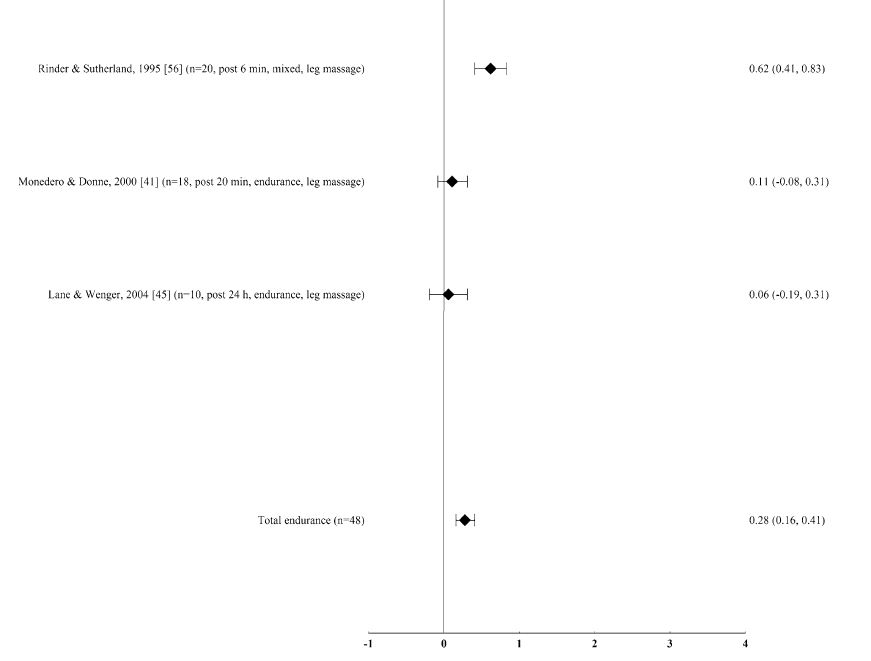 Rinder & Sutherland, 1995 [56] (n=20, post 6 min, mixed, leg massage) 0.62 (0.41, 0.83)
Monedero & Donne, 2000 [41] (n=18, post 20 min, endurance, leg massage) 0.11 (-0.08, 0.31)
Lane & Wenger, 2004 [45] (n=10, post 24 h, endurance, leg massage) 0.06 (-0.19, 0.31)
Total endurance (n=48) 0.28 (0.16, 0.41)
-1 0 1 2 3 4